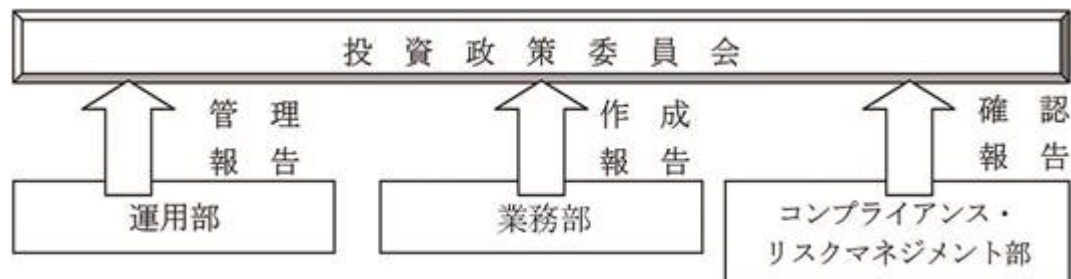 投資政策委員会
管理
報告
作成
報告
確認
報告
運用部
業務部
コンプライアンス・
リスクマネジメント部